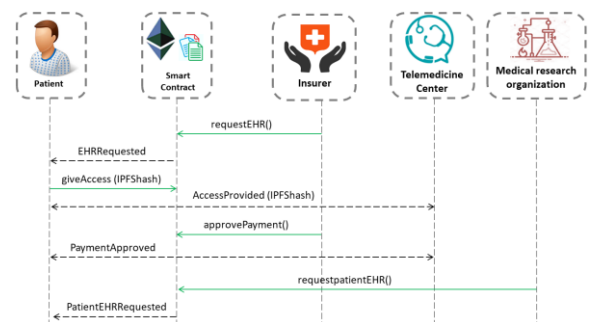 Patient
Smart
Contract
Insurer
Telemedicine
Center
Medical research
organization
requestEHR()
EHRRequested
giveAccess (IPFShash)
AccessProvided (IPFShash)
approvePayment()
PaymentApproved
requestpatientEHR()
PatientEHRRequested